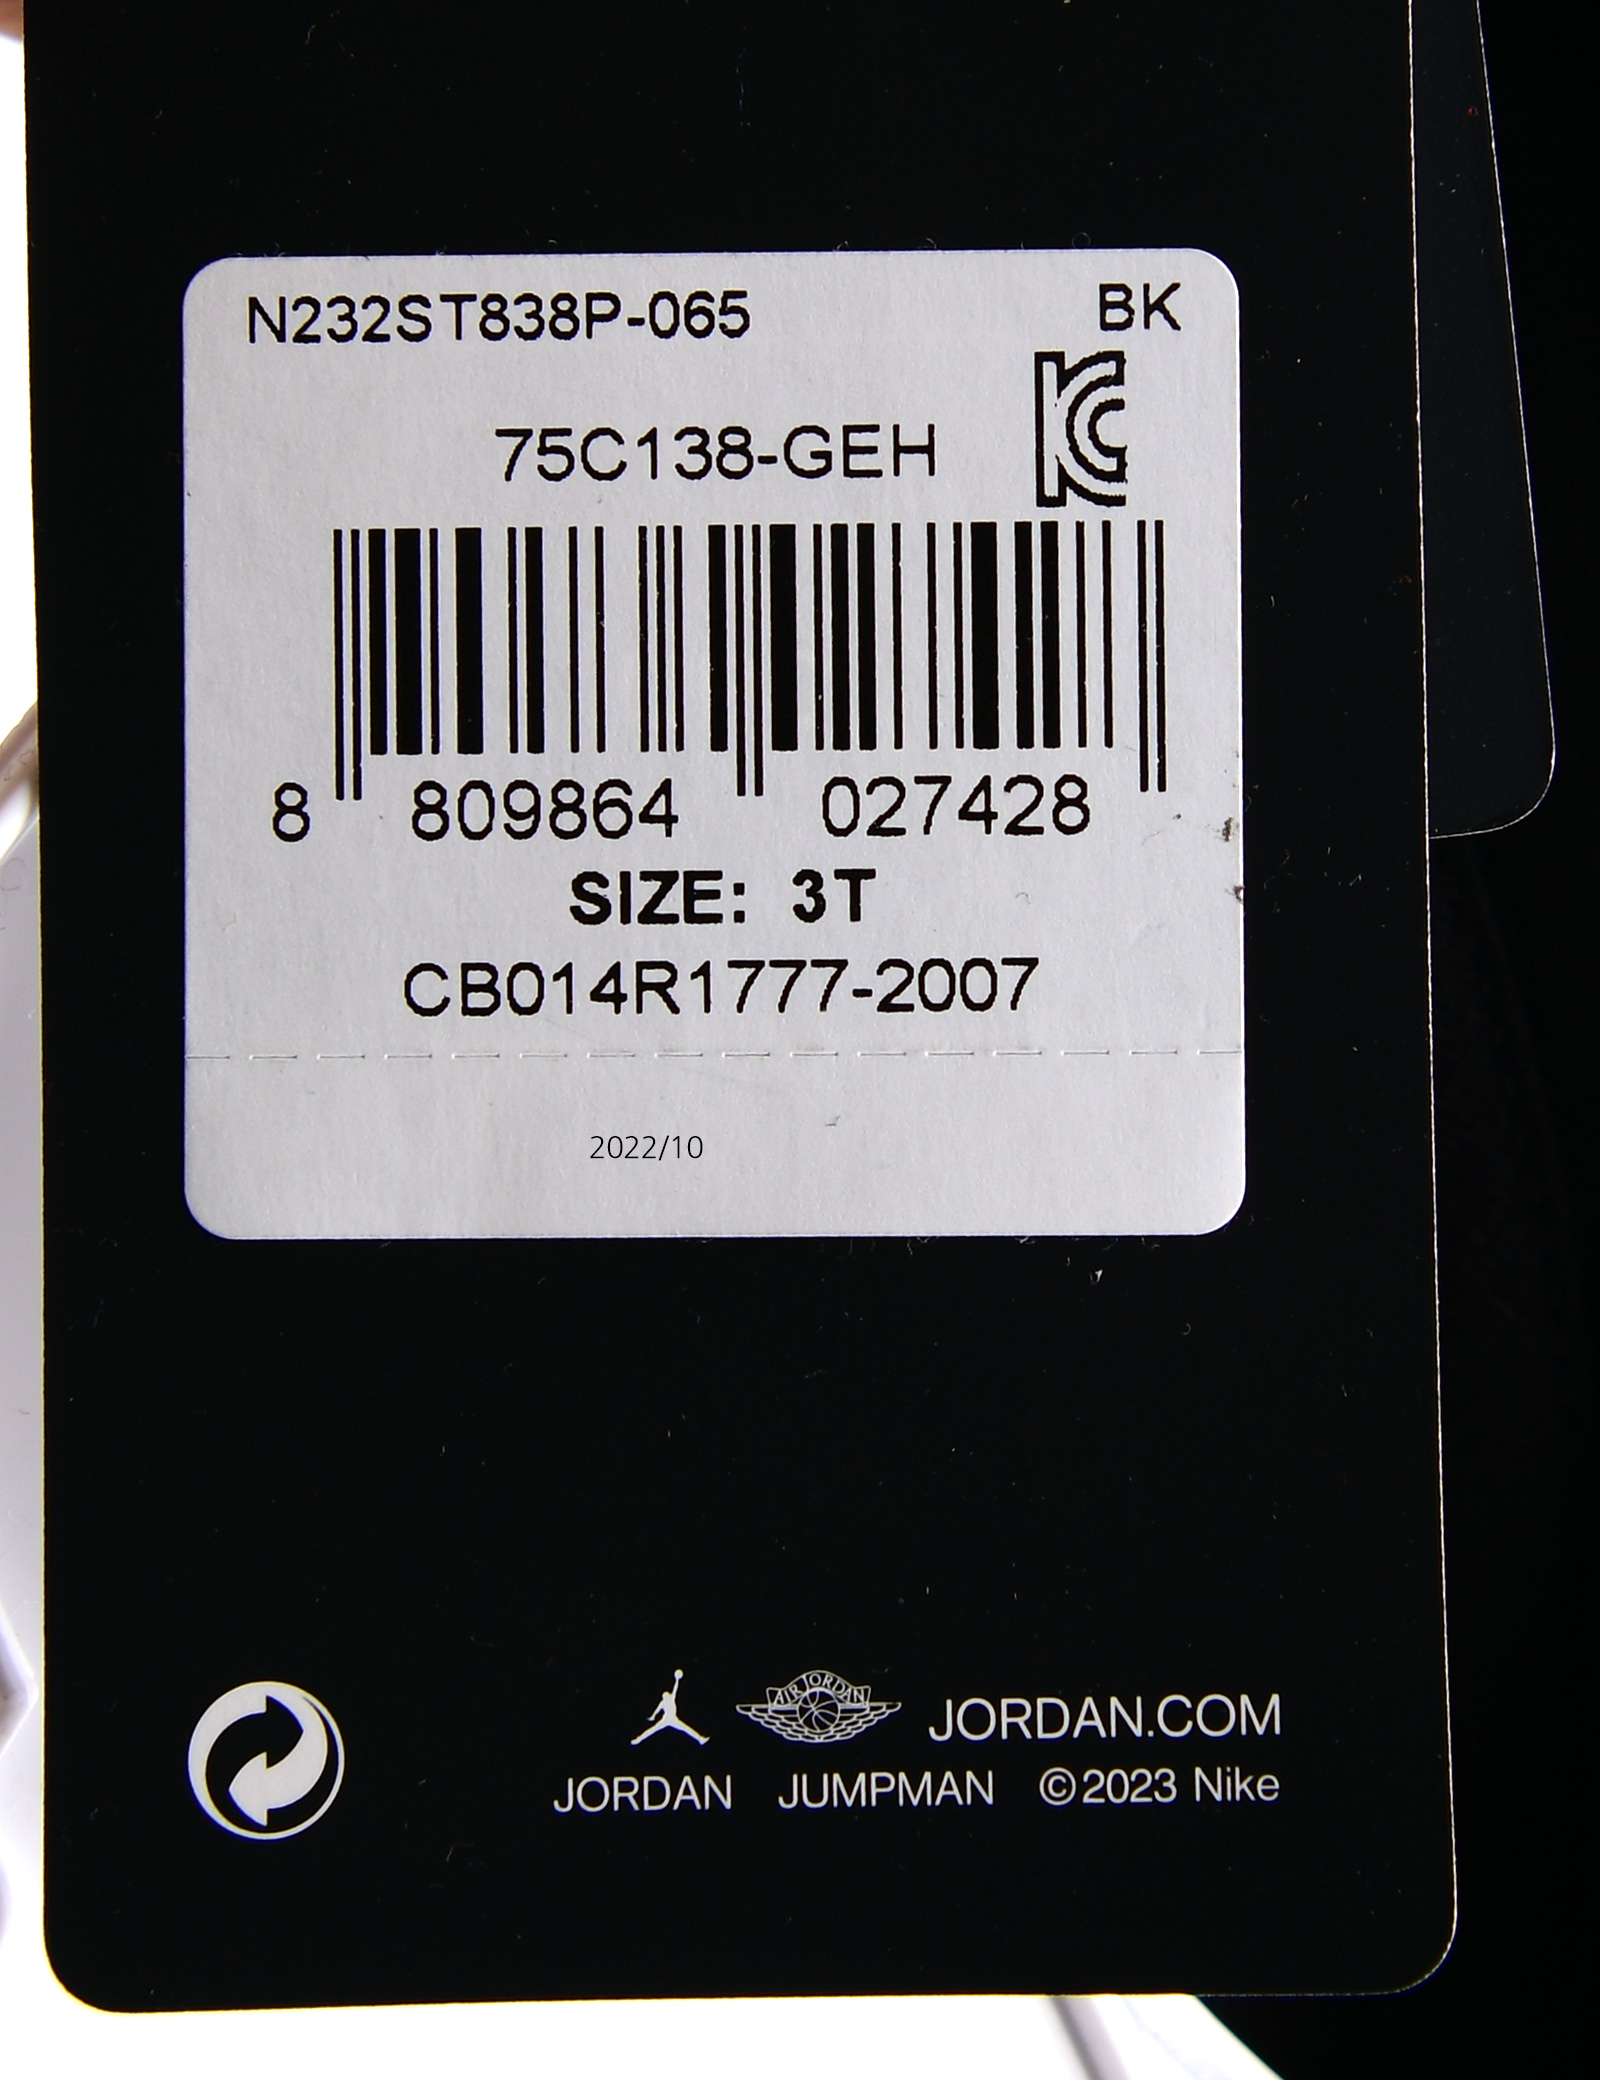 N232ST838P-065 BK
75C138-GEH
8 809864 027428
SIZE: 3T
CB014R1777-2007
2022/10
AIR JORDAN JORDAN.COM
JORDAN JUMPMAN ©2023 Nike